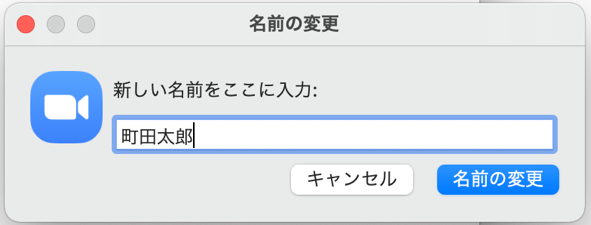 名前の変更
新しい名前をここに入力:
町田太郎
キャンセル
名前の変更